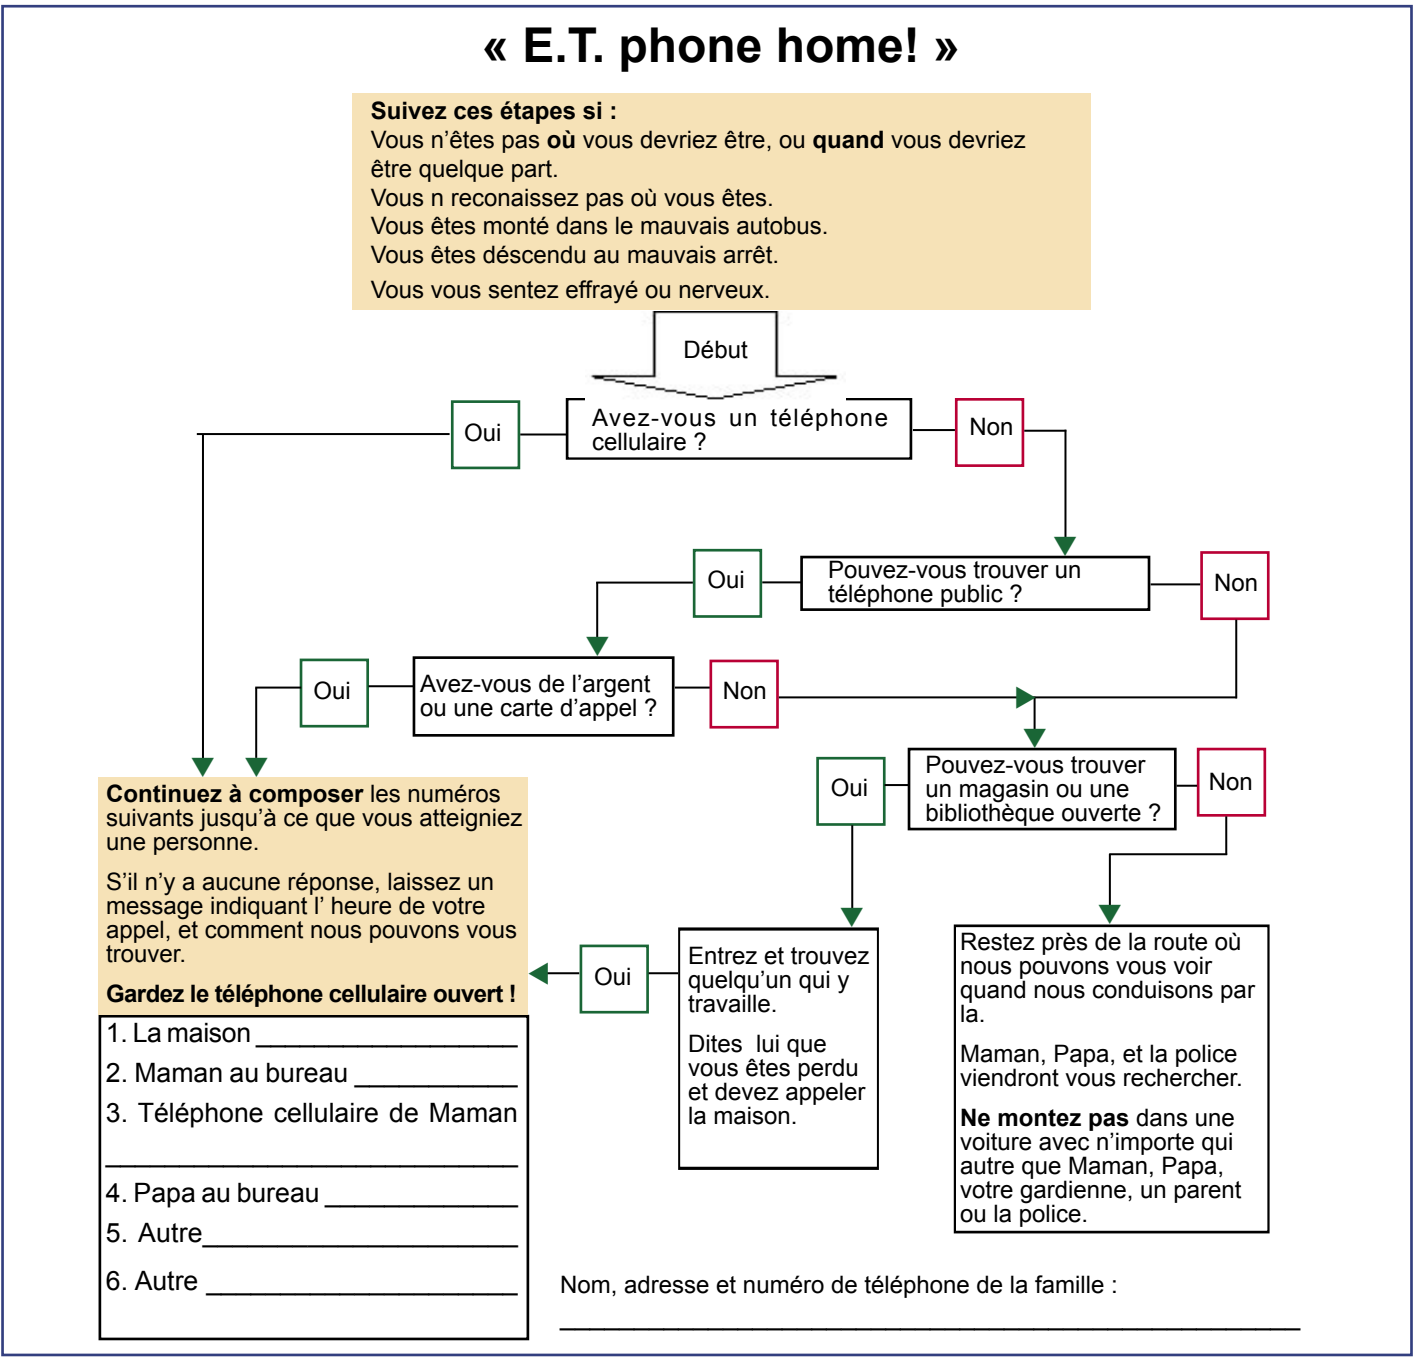 « E.T. phone home! »
Suivez ces étapes si :
Vous n’êtes pas où vous devriez être, ou quand vous devriez
être quelque part.
Vous n reconaissez pas où vous êtes.
Vous êtes monté dans le mauvais autobus.
Vous êtes déscendu au mauvais arrêt.
Vous vous sentez effrayé ou nerveux.
Début
Oui
Avez-vous un téléphone
cellulaire ?
Non
Oui
Pouvez-vous trouver un
téléphone public ?
Non
Oui
Avez-vous de l’argent
ou une carte d’appel ?
Non
Oui
Pouvez-vous trouver
un magasin ou une
bibliothèque ouverte ?
Non
Continuez à composer les numéros
suivants jusqu’à ce que vous atteigniez
une personne.
S’il n’y a aucune réponse, laissez un
message indiquant l’ heure de votre
appel, et comment nous pouvons vous
trouver.
Gardez le téléphone cellulaire ouvert !
1. La maison
2. Maman au bureau
3. Téléphone cellulaire de Maman
4. Papa au bureau
5. Autre
6. Autre
Oui
Entrez et trouvez
quelqu’un qui y
travaille.
Dites lui que
vous êtes perdu
et devez appeler
la maison.
Restez près de la route où
nous pouvons vous voir
quand nous conduisons par
la.
Maman, Papa, et la police
viendront vous rechercher.
Ne montez pas dans une
voiture avec n’importe qui
autre que Maman, Papa,
votre gardienne, un parent
ou la police.
Nom, adresse et numéro de téléphone de la famille :